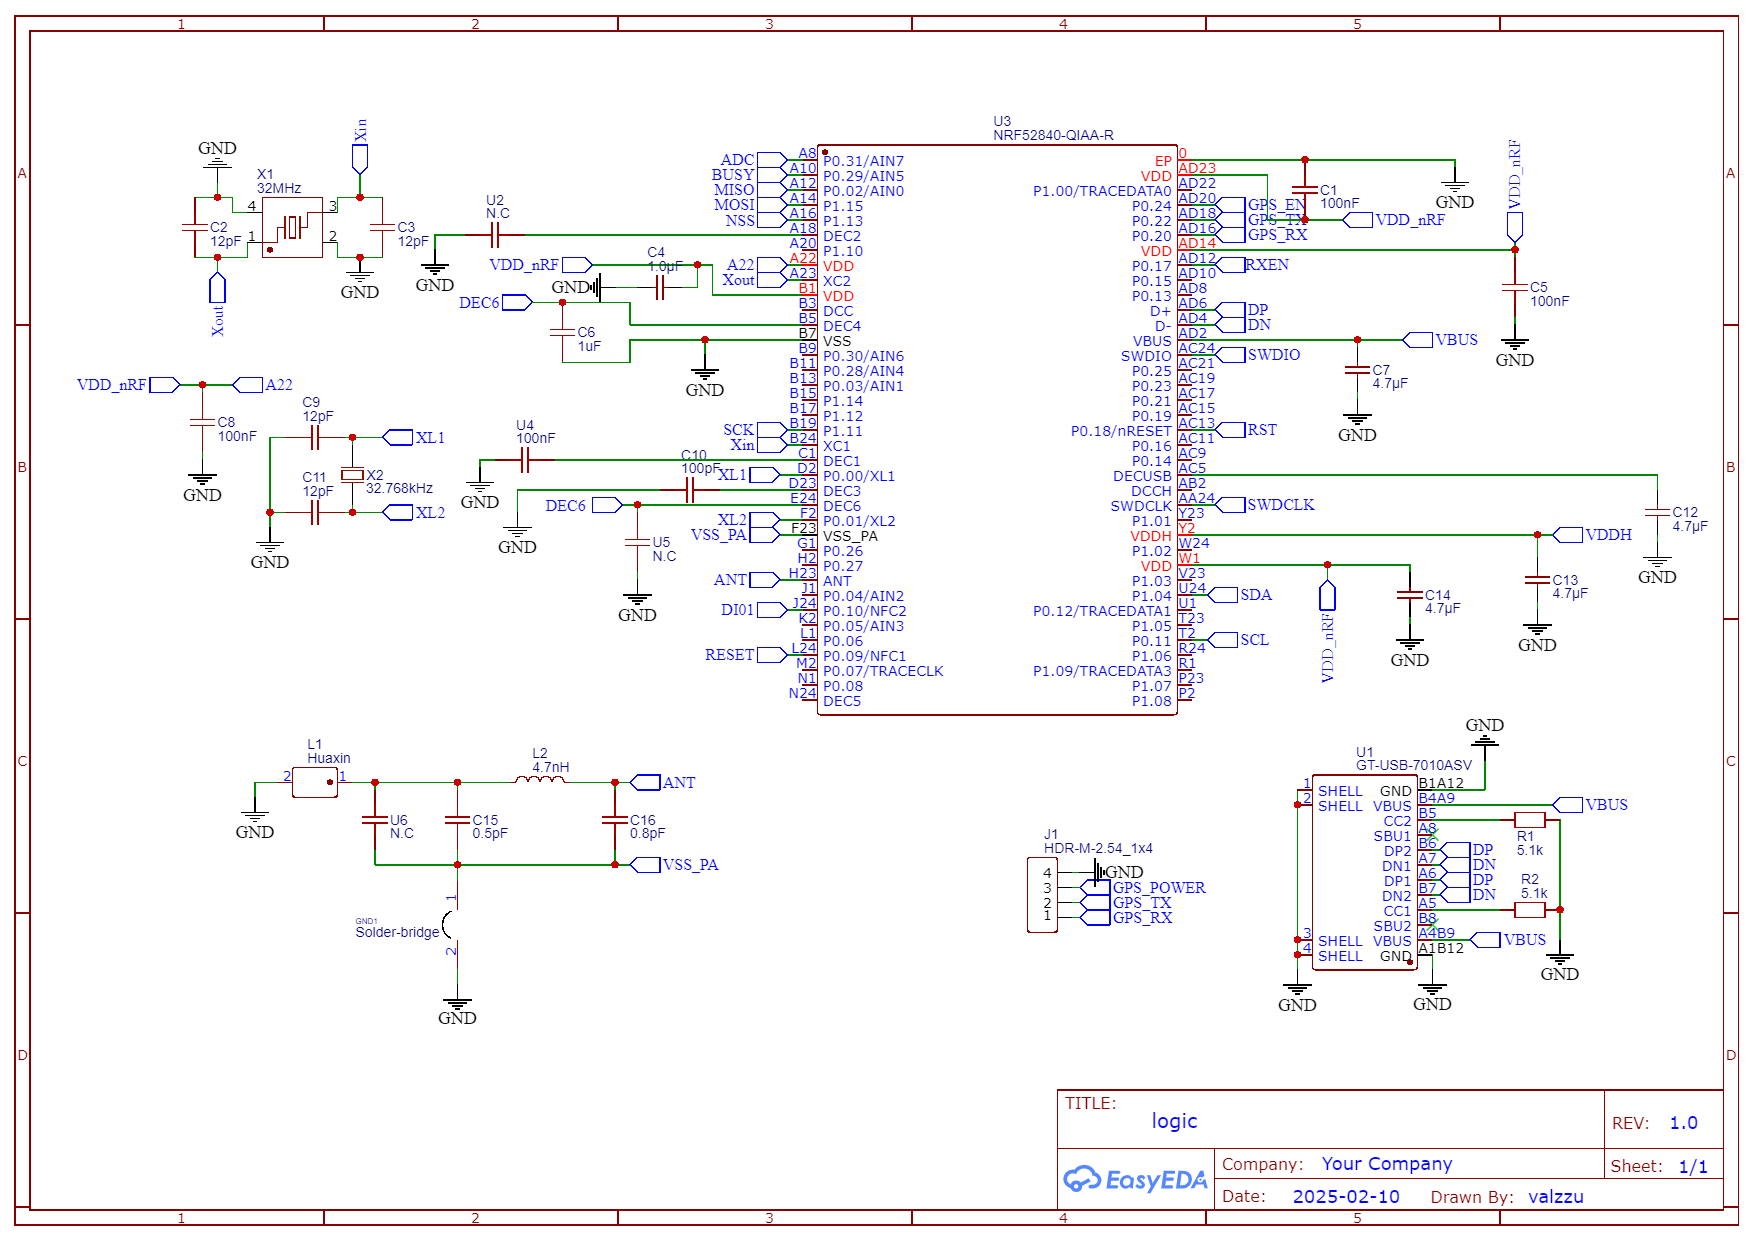 1 2 3 4 5
A A
B B
C C
D D
1 2 3 4 5
GND
X1
32MHz
4 3
1 2
C2
12pF
C3
12pF
Xin
Xout
GND
U2
N.C
GND
VDD_nRF
C4
1.0µF
GND
DEC6
C6
1uF
GND
VDD_nRF
A22
C8
100nF
GND
C9
12pF
XL1
X2
32.768kHz
C11
12pF
XL2
GND
U4
100nF
GND
C10
100pF
GND
DEC6
U5
N.C
GND
U3
NRF52840-QIAA-R
ADC A8 P0.31/AIN7
BUSY A10 P0.29/AIN5
MISO A12 P0.02/AIN0
MOSI A14 P1.15
NSS A16 P1.13
A18 DEC2
A20 P1.10
A22 A22 VDD
Xout A23 XC2
B1 VDD
B3 DCC
B5 DEC4
B7 VSS
B9 P0.30/AIN6
B11 P0.28/AIN4
B13 P0.03/AIN1
B15 P1.14
B17 P1.12
SCK B19 P1.11
Xin B24 XC1
C1 DEC1
XL1 D2 P0.00/XL1
D23 DEC3
E24 DEC6
XL2 F2 P0.01/XL2
VSS_PA F23 VSS_PA
G1 P0.26
H2 P0.27
ANT H23 ANT
J1 P0.04/AIN2
DI01 J24 P0.10/NFC2
K2 P0.05/AIN3
L1 P0.06
RESET L24 P0.09/NFC1
M2 P0.07/TRACECLK
N1 P0.08
N24 DEC5
EP 0
VDD AD23
P1.00/TRACEDATA0 AD22
P0.24 AD20 GPS_EN
P0.22 AD18 GPS_TX
P0.20 AD16 GPS_RX
VDD AD14
P0.17 AD12 RXEN
P0.15 AD10
P0.13 AD8
D+ AD6 DP
D- AD4 DN
VBUS AD2
SWDIO AC24 SWDIO
P0.25 AC21
P0.23 AC19
P0.21 AC17
P0.19 AC15
P0.18/nRESET AC13 RST
P0.16 AC11
P0.14 AC9
DECUSB AC5
DCCH AB2
SWDCLK AA24 SWDCLK
P1.01 Y23
VDDH Y2
P1.02 W24
VDD W1
P1.03 V23
P1.04 U24 SDA
P0.12/TRACEDATA1 U1
P1.05 T23
P0.11 T2 SCL
P1.06 R24
P1.09/TRACEDATA3 R1
P1.07 P23
P1.08 P2
C1
100nF
GND
VDD_nRF
VDD_nRF
C5
100nF
GND
VBUS
C7
4.7µF
GND
C12
4.7µF
GND
VDDH
C13
4.7µF
GND
VDD_nRF
C14
4.7µF
GND
L1
Huaxin
2 1
GND
L2
4.7nH
ANT
U6
N.C
C15
0.5pF
C16
0.8pF
VSS_PA
1
GND1
Solder-bridge
2
GND
J1
HDR-M-2.54_1x4
4 GND
3 GPS_POWER
2 GPS_TX
1 GPS_RX
GND
U1
GT-USB-7010ASV
1 SHELL GND B1A12
2 SHELL VBUS B4A9 VBUS
CC2 B5
SBU1 A8
DP2 B6 DP
DN1 A7 DN
DP1 A6 DP
DN2 B7 DN
CC1 A5
SBU2 B8
3 SHELL VBUS A4B9 VBUS
4 SHELL GND A1B12
R1
5.1k
R2
5.1k
GND
GND
GND
TITLE:
logic
REV: 1.0
EasyEDA
Company: Your Company
Sheet: 1/1
Date: 2025-02-10 Drawn By: valzzu